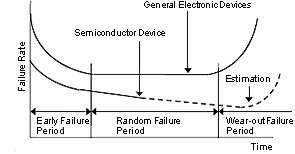 General Electronic Devices
Semiconductor Device
Failure Rate
Estimation
Early Failure
Period
Random Failure
Period
Wear-out Failure
Period
Time